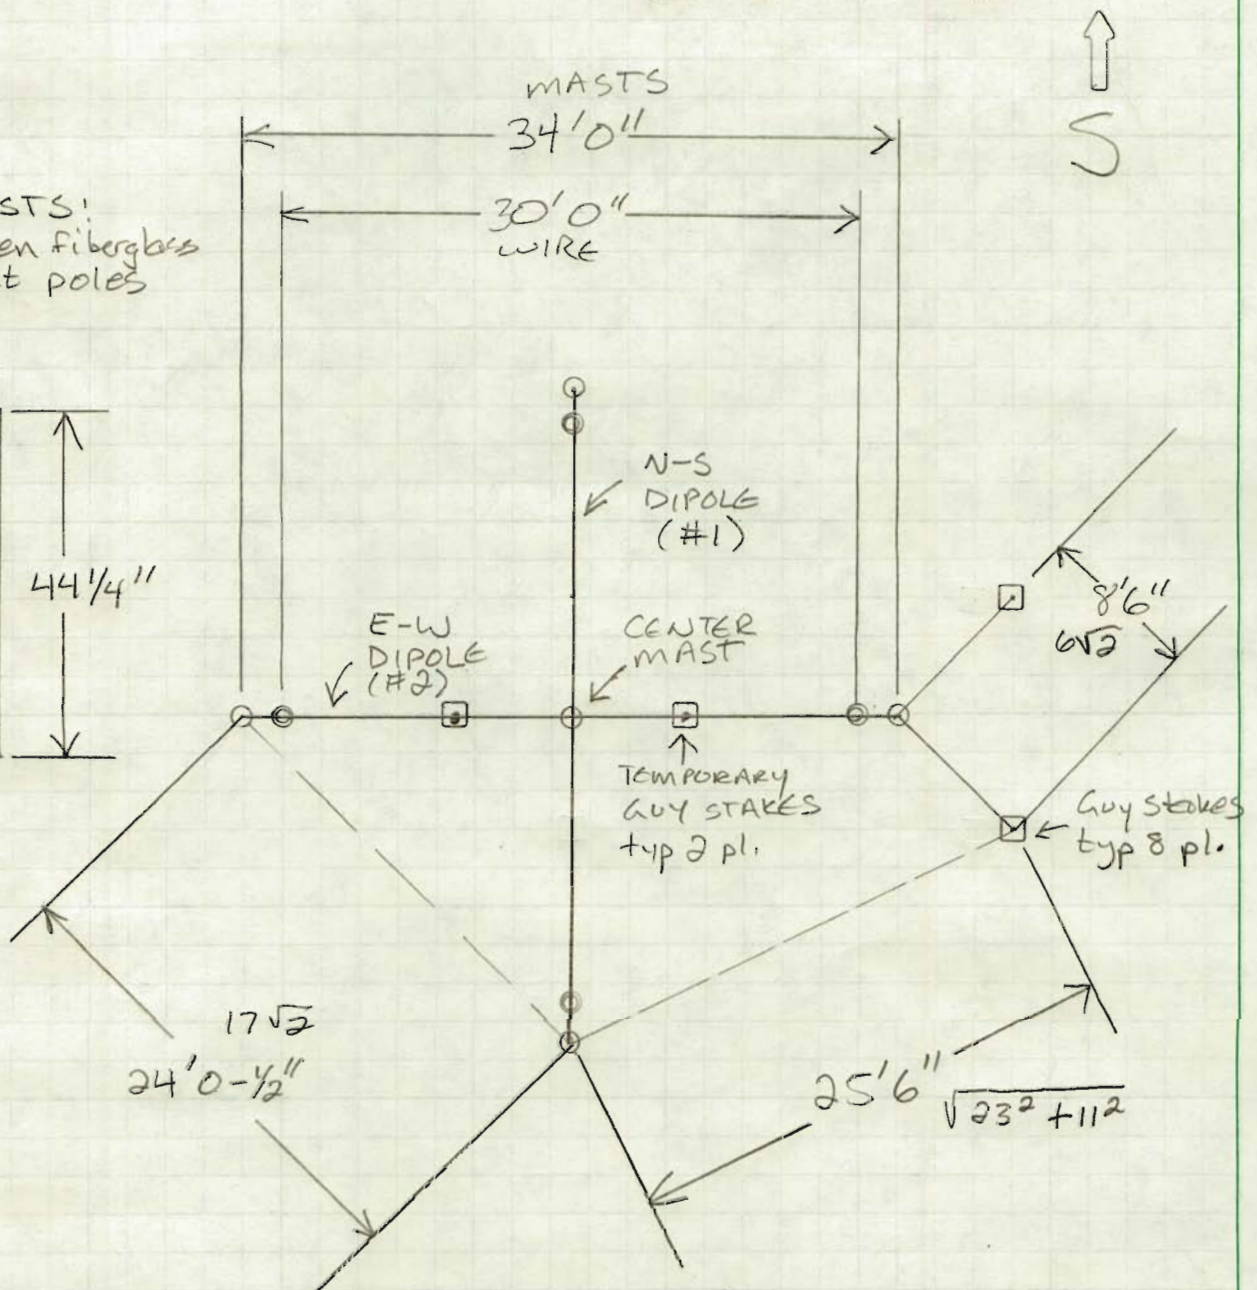 MASTS
34'0"
S
30'0"
WIRE
STS:
en fiberglass
t poles
44 1/4"
N-S
DIPOLE
(#1)
E-W
DIPOLE
(#2)
CENTER
MAST
8'6"
6√2
TEMPORARY
GUY STAKES
typ 2 pl.
Guy stakes
typ 8 pl.
17√2
24'0-1/2"
25'6"
√23² + 11²